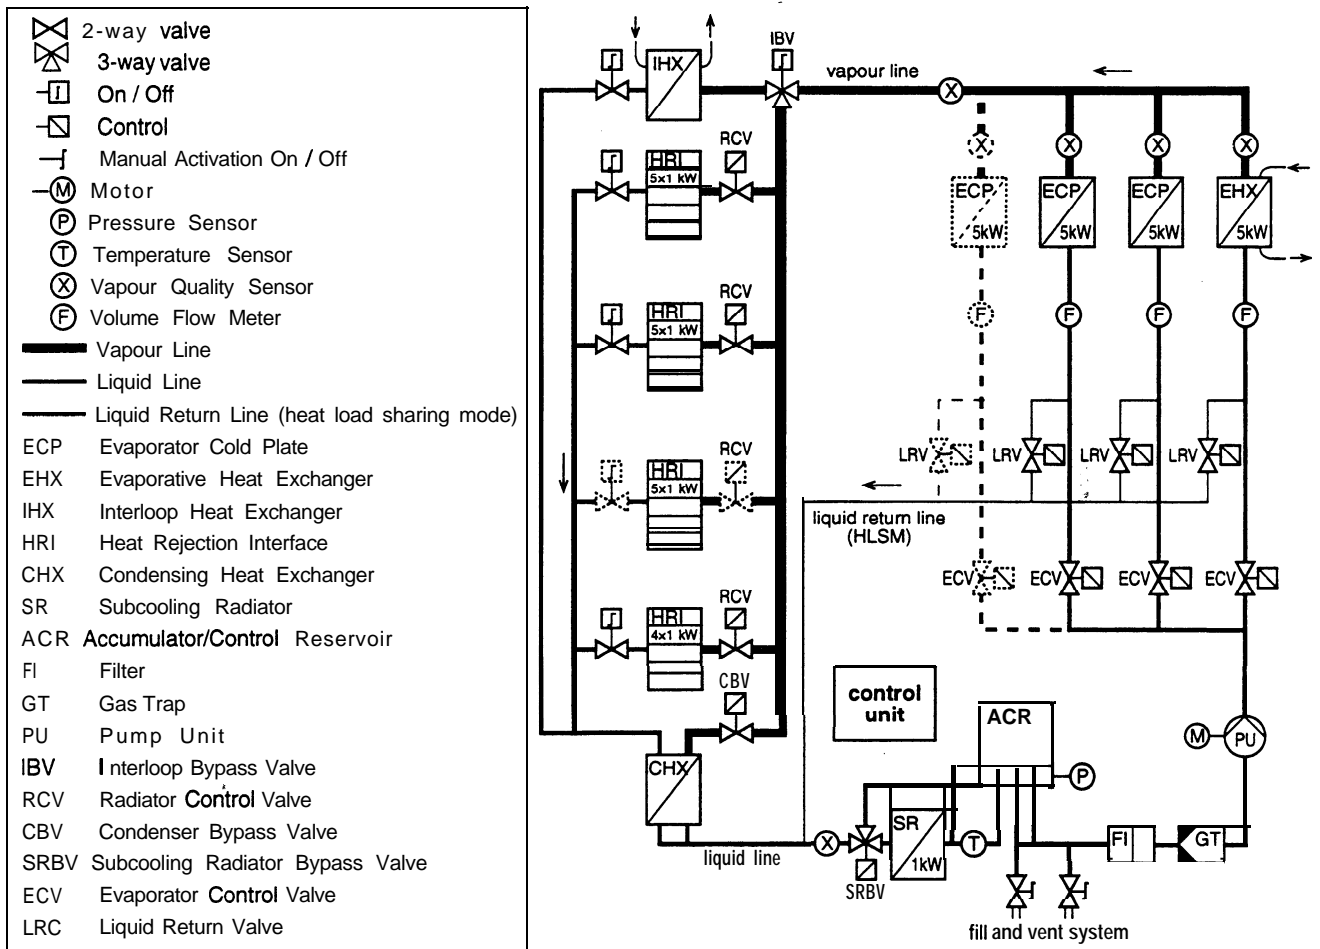 2-way valve
3-way valve
On / Off
Control
Manual Activation On / Off
M Motor
P Pressure Sensor
T Temperature Sensor
X Vapour Quality Sensor
F Volume Flow Meter
Vapour Line
Liquid Line
Liquid Return Line (heat load sharing mode)
ECP Evaporator Cold Plate
EHX Evaporative Heat Exchanger
IHX Interloop Heat Exchanger
HRI Heat Rejection Interface
CHX Condensing Heat Exchanger
SR Subcooling Radiator
ACR Accumulator/Control Reservoir
FI Filter
GT Gas Trap
PU Pump Unit
IBV Interloop Bypass Valve
RCV Radiator Control Valve
CBV Condenser Bypass Valve
SRBV Subcooling Radiator Bypass Valve
ECV Evaporator Control Valve
LRC Liquid Return Valve
IHX
IBV
vapour line
X
RCV
HRI
5x1 kW
X X X X
ECP ECP ECP EHX
5kW 5kW 5kW 5kW
RCV
HRI
5x1 kW
F F F F
RCV
HRI
5x1 kW
LRV LRV LRV LRV
liquid return line
(HLSM)
ECV ECV ECV ECV
RCV
HRI
4x1 kW
CBV
control
unit
ACR
M PU
P
CHX
SR
1kW
X
T
FI
GT
liquid line
SRBV
fill and vent system